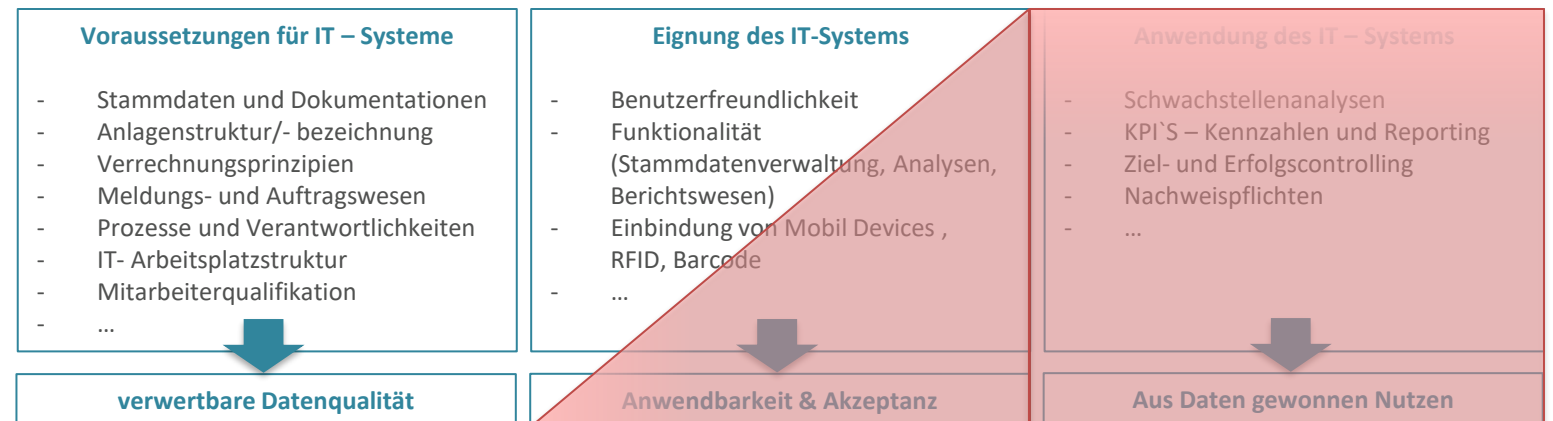 Voraussetzungen für IT – Systeme
- Stammdaten und Dokumentationen
- Anlagenstruktur/- bezeichnung
- Verrechnungsprinzipien
- Meldungs- und Auftragswesen
- Prozesse und Verantwortlichkeiten
- IT- Arbeitsplatzstruktur
- Mitarbeiterqualifikation
- …
verwertbare Datenqualität
Eignung des IT-Systems
- Benutzerfreundlichkeit
- Funktionalität
(Stammdatenverwaltung, Analysen,
Berichtswesen)
- Einbindung von Mobil Devices ,
RFID, Barcode
- …
Anwendbarkeit & Akzeptanz
Anwendung des IT – Systems
- Schwachstellenanalysen
- KPI`S – Kennzahlen und Reporting
- Ziel- und Erfolgscontrolling
- Nachweispflichten
- …
Aus Daten gewonnen Nutzen